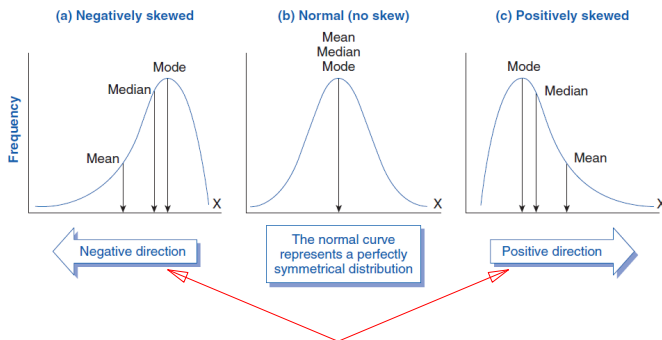 (a) Negatively skewed
(b) Normal (no skew)
(c) Positively skewed
Frequency
Mean
Median
Mode
X
Mean
Median
Mode
X
Mode
Median
Mean
X
Negative direction
The normal curve
represents a perfectly
symmetrical distribution
Positive direction